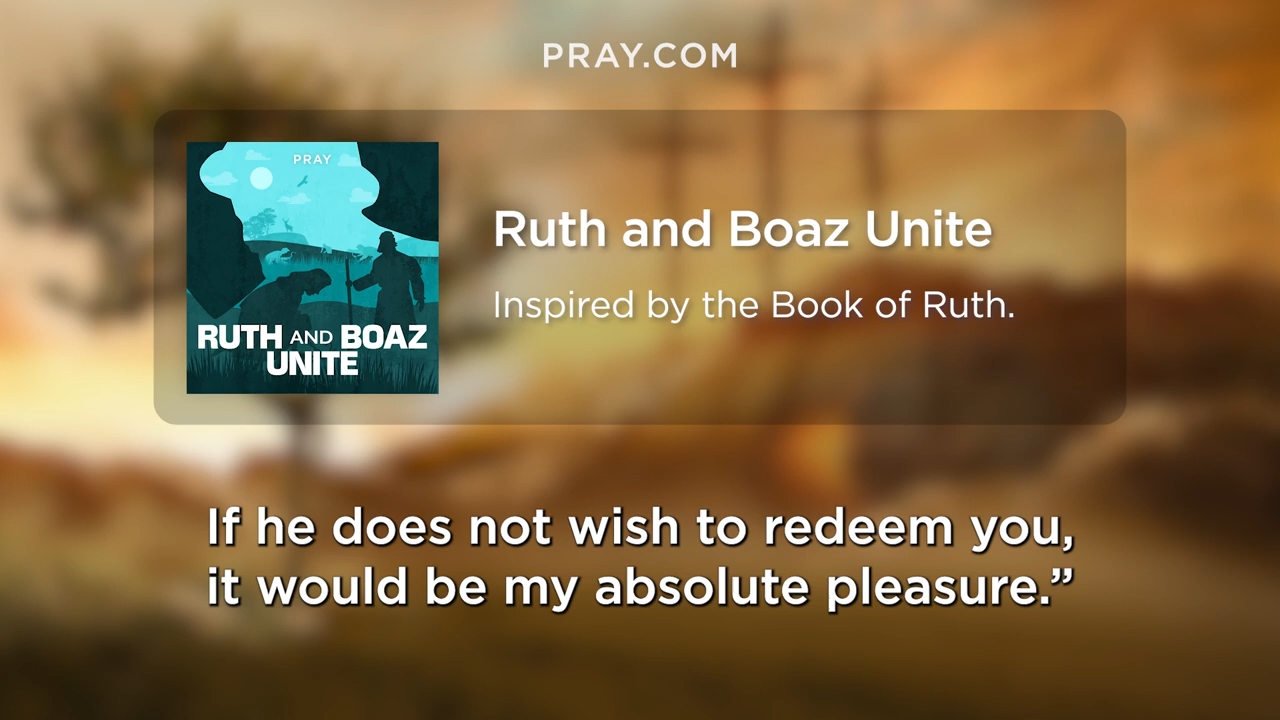 PRAY.COM
PRAY
RUTH AND BOAZ
UNITE
Ruth and Boaz Unite
Inspired by the Book of Ruth.
If he does not wish to redeem you,
it would be my absolute pleasure.”